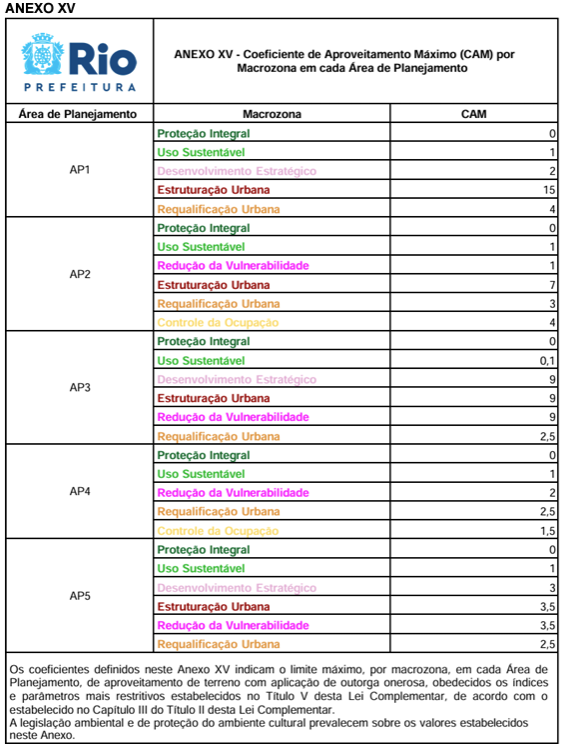 ANEXO XV
Rio
PREFEITURA
ANEXO XV - Coeficiente de Aproveitamento Máximo (CAM) por
Macrozona em cada Área de Planejamento
Área de Planejamento Macrozona CAM
AP1
Proteção Integral 0
Uso Sustentável 1
Desenvolvimento Estratégico 2
Estruturação Urbana 15
Requalificação Urbana 4
AP2
Proteção Integral 0
Uso Sustentável 1
Redução da Vulnerabilidade 1
Estruturação Urbana 7
Requalificação Urbana 3
Controle da Ocupação 4
AP3
Proteção Integral 0
Uso Sustentável 0,1
Desenvolvimento Estratégico 9
Estruturação Urbana 9
Redução da Vulnerabilidade 9
Requalificação Urbana 2,5
AP4
Proteção Integral 0
Uso Sustentável 1
Redução da Vulnerabilidade 2
Requalificação Urbana 2,5
Controle da Ocupação 1,5
AP5
Proteção Integral 0
Uso Sustentável 1
Desenvolvimento Estratégico 3
Estruturação Urbana 3,5
Redução da Vulnerabilidade 3,5
Requalificação Urbana 2,5
Os coeficientes definidos neste Anexo XV indicam o limite máximo, por macrozona, em cada Área de
Planejamento, de aproveitamento de terreno com aplicação de outorga onerosa, obedecidos os índices
e parâmetros mais restritivos estabelecidos no Título V desta Lei Complementar, de acordo com o
estabelecido no Capítulo III do Título II desta Lei Complementar.
A legislação ambiental e de proteção do ambiente cultural prevalecem sobre os valores estabelecidos
neste Anexo.